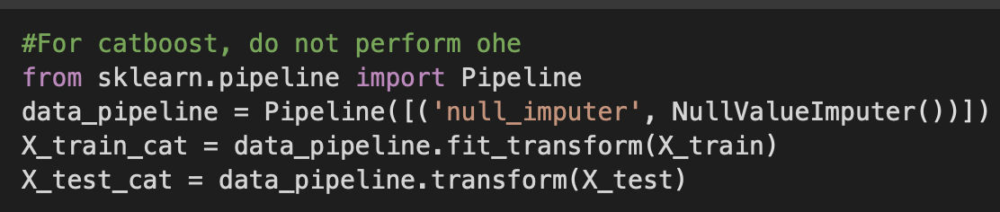 #For catboost, do not perform ohe
from sklearn.pipeline import Pipeline
data_pipeline = Pipeline([('null_imputer', NullValueImputer())])
X_train_cat = data_pipeline.fit_transform(X_train)
X_test_cat = data_pipeline.transform(X_test)